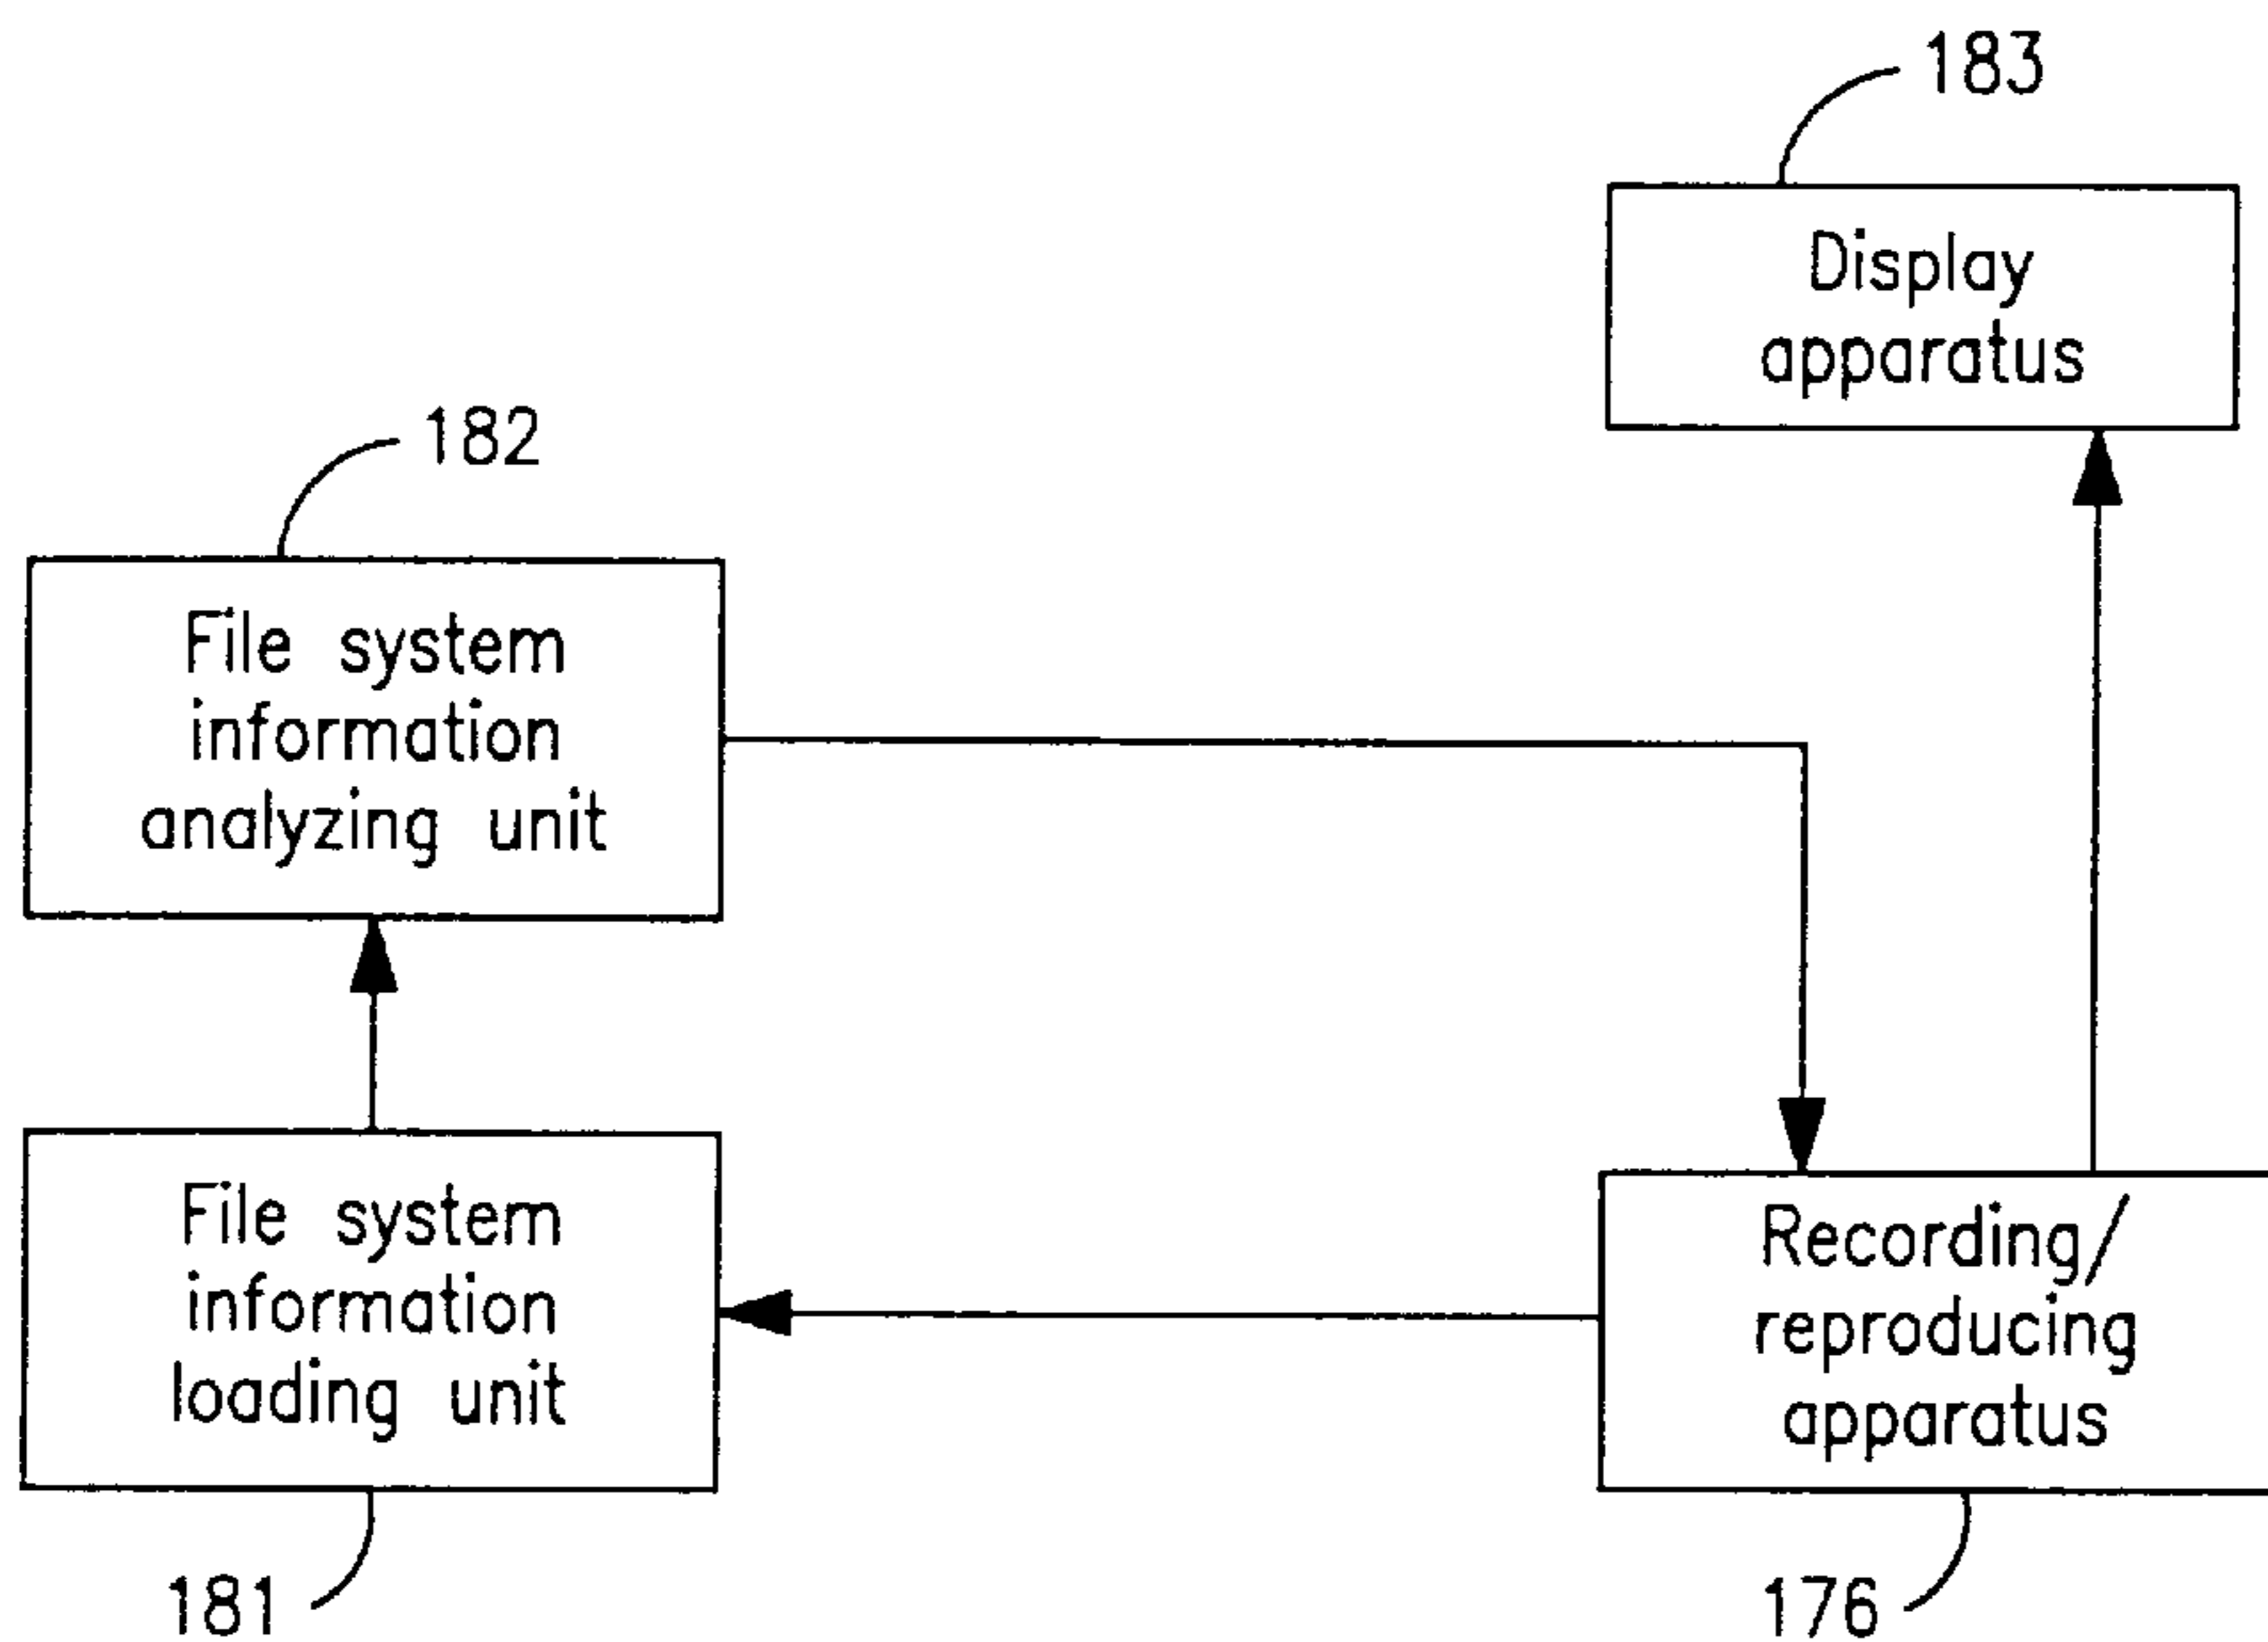 183
Display
apparatus
182
File system
information
analyzing unit
File system
information
loading unit
Recording/
reproducing
apparatus
181
176